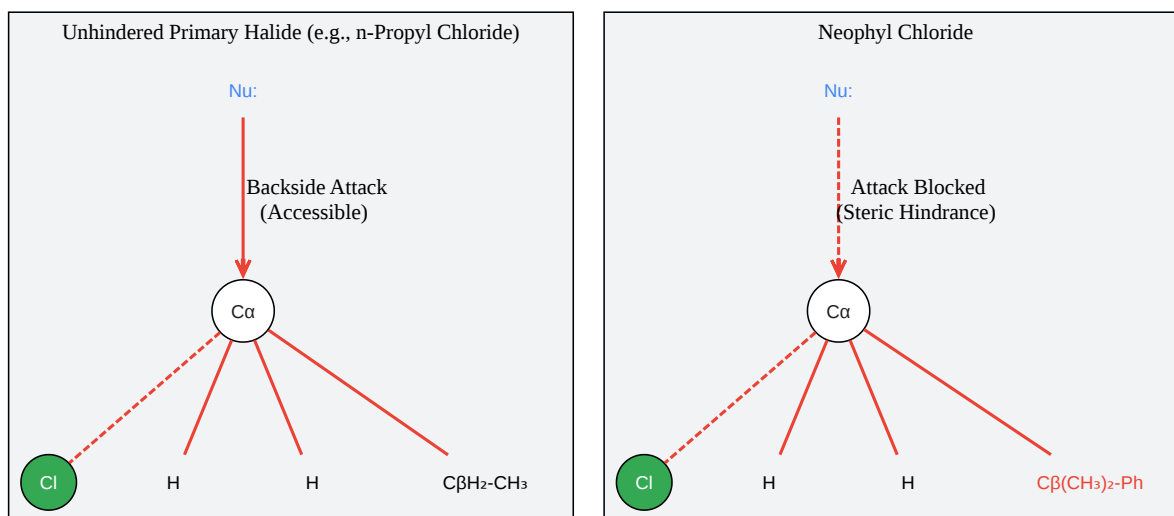 Unhindered Primary Halide (e.g., n-Propyl Chloride)
Nu:
Backside Attack
(Accessible)
Cα
Cl
H
H
CβH₂-CH₃
Neophyl Chloride
Nu:
Attack Blocked
(Steric Hindrance)
Cα
Cl
H
H
Cβ(CH₃)₂-Ph